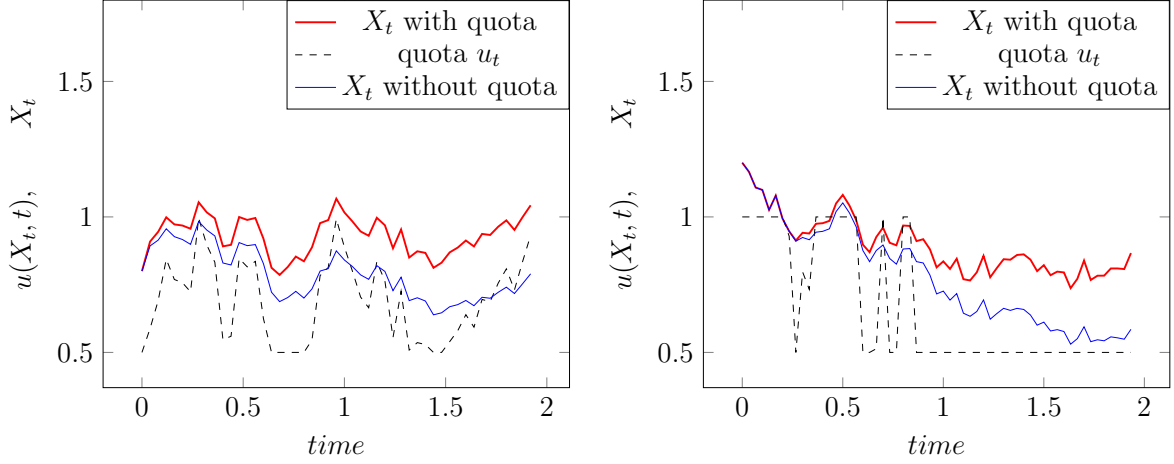 X_t with quota
quota u_t
X_t without quota
1.5
1
0.5
0
0.5
1
1.5
2
time
u(X_t, t), X_t
X_t with quota
quota u_t
X_t without quota
1.5
1
0.5
0
0.5
1
1.5
2
time
u(X_t, t), X_t